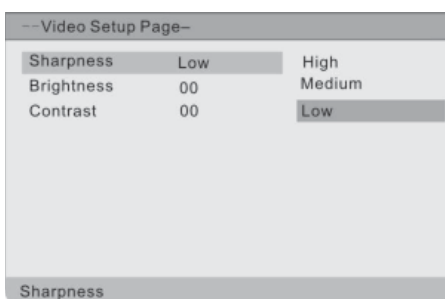 --Video Setup Page–
Sharpness Low High
Brightness 00 Medium
Contrast 00 Low
Sharpness